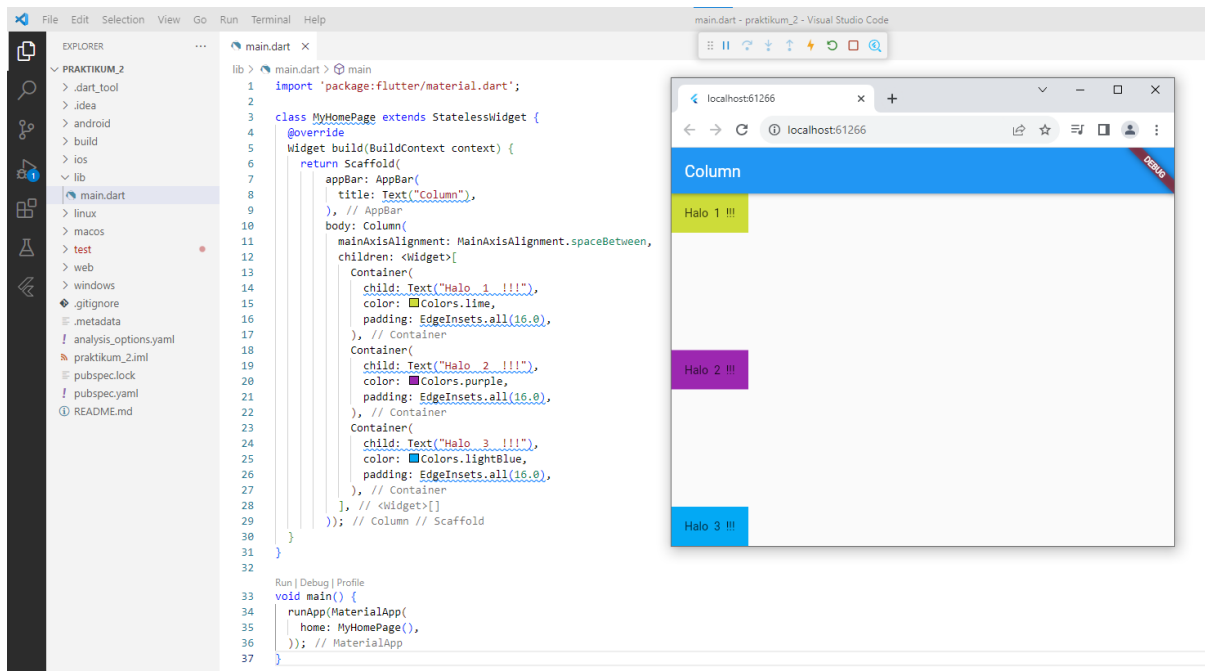 File Edit Selection View Go Run Terminal Help
main.dart - praktikum_2 - Visual Studio Code
EXPLORER ...
PRAKTIKUM_2
> .dart_tool
> .idea
> android
> build
> ios
lib
main.dart
> linux
> macos
> test
> web
> windows
.gitignore
.metadata
! analysis_options.yaml
praktikum_2.iml
pubspec.lock
! pubspec.yaml
README.md
1
main.dart ×
lib > main.dart > main
1 import 'package:flutter/material.dart';
2
3 class MyHomePage extends StatelessWidget {
4 @override
5 Widget build(BuildContext context) {
6 return Scaffold(
7 appBar: AppBar(
8 title: Text("Column"),
9 ), // AppBar
10 body: Column(
11 mainAxisAlignment: MainAxisAlignment.spaceBetween,
12 children: <Widget>[
13 Container(
14 child: Text("Halo  1  !!!"),
15 color: Colors.lime,
16 padding: EdgeInsets.all(16.0),
17 ), // Container
18 Container(
19 child: Text("Halo  2  !!!"),
20 color: Colors.purple,
21 padding: EdgeInsets.all(16.0),
22 ), // Container
23 Container(
24 child: Text("Halo  3  !!!"),
25 color: Colors.lightBlue,
26 padding: EdgeInsets.all(16.0),
27 ), // Container
28 ], // <Widget>[]
29 )); // Column // Scaffold
30 }
31 }
32
Run | Debug | Profile
33 void main() {
34 runApp(MaterialApp(
35 home: MyHomePage(),
36 )); // MaterialApp
37 }
localhost:61266
localhost:61266
Column
DEBUG
Halo 1 !!!
Halo 2 !!!
Halo 3 !!!